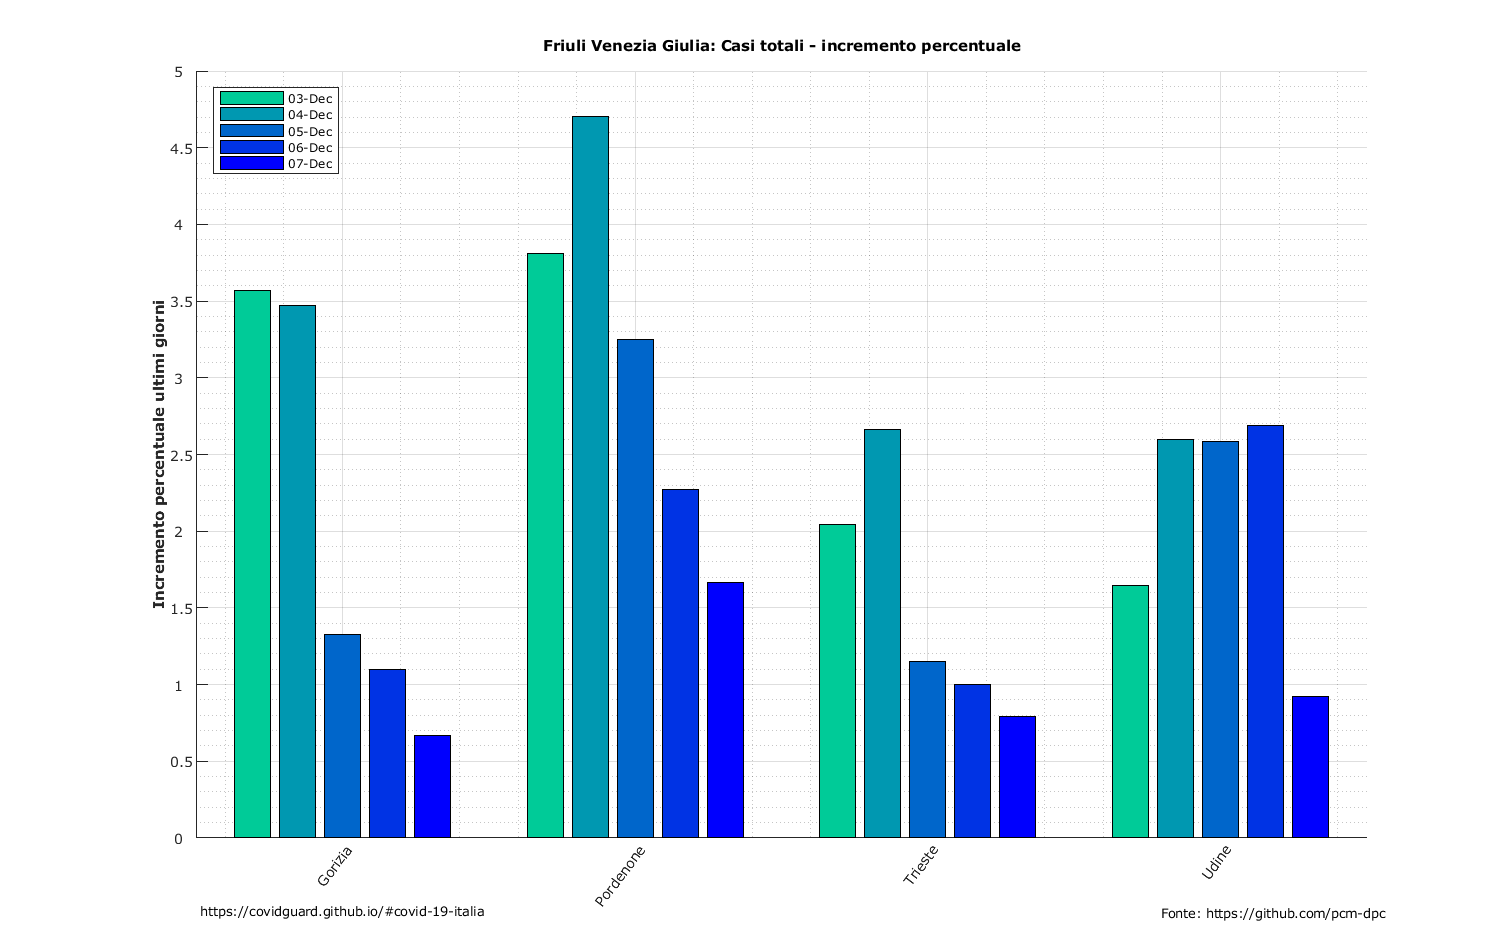 Friuli Venezia Giulia: Casi totali - incremento percentuale
5
4.5
4
3.5
3
2.5
2
1.5
1
0.5
0
Incremento percentuale ultimi giorni
03-Dec
04-Dec
05-Dec
06-Dec
07-Dec
Gorizia
Pordenone
Trieste
Udine
https://covidguard.github.io/#covid-19-italia
Fonte: https://github.com/pcm-dpc